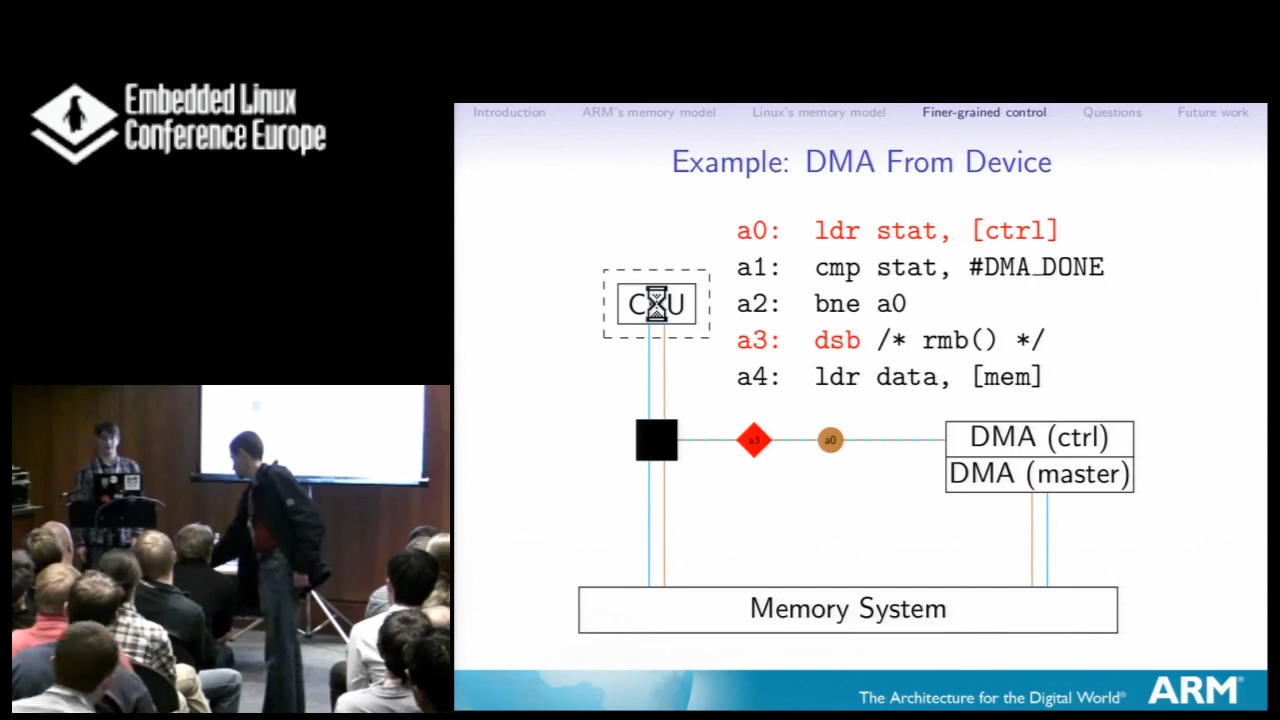 Embedded Linux
Conference Europe
Introduction ARM's memory model Linux's memory model Finer-grained control Questions Future work
Example: DMA From Device
a0: ldr stat, [ctrl]
a1: cmp stat, #DMA_DONE
a2: bne a0
a3: dsb /* rmb() */
a4: ldr data, [mem]
CPU
a3 a0
DMA (ctrl)
DMA (master)
Memory System
The Architecture for the Digital World® ARM®